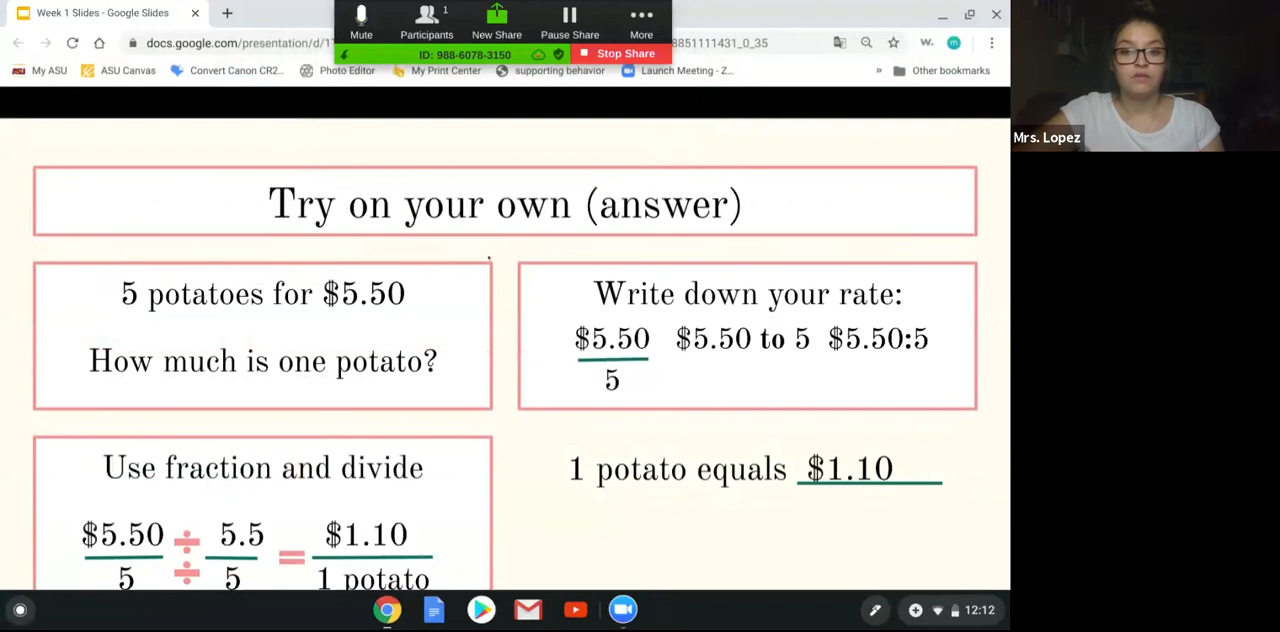 Week 1 Slides - Google Slides
Mute
Participants
1
New Share
Pause Share
More
docs.google.com/presentation/d/1
ID: 988-6078-3150
Stop Share
8851111431_0_35
W.
m
My ASU
ASU Canvas
Convert Canon CR2...
Photo Editor
My Print Center
supporting behavior
Launch Meeting - Z...
»
Other bookmarks
Mrs. Lopez
Try on your own (answer)
5 potatoes for $5.50
How much is one potato?
Write down your rate:
$5.50 $5.50 to 5 $5.50:5
5
Use fraction and divide
$5.50 ÷ 5.5 = $1.10
5 ÷ 5 1 potato
1 potato equals $1.10
12:12